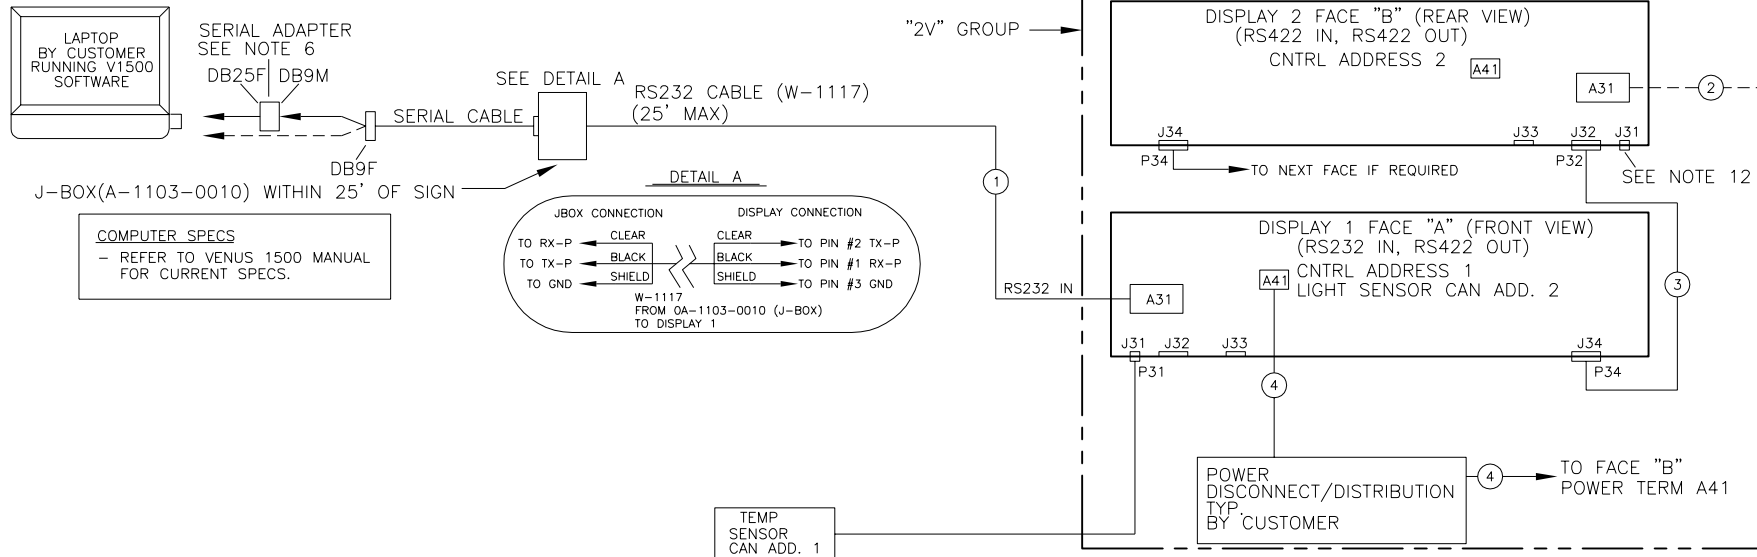 LAPTOP
BY CUSTOMER
RUNNING V1500
SOFTWARE
SERIAL ADAPTER
SEE NOTE 6
DB25F
DB9M
SERIAL CABLE
DB9F
SEE DETAIL A
RS232 CABLE (W-1117)
(25' MAX)
J-BOX(A-1103-0010) WITHIN 25' OF SIGN
COMPUTER SPECS
- REFER TO VENUS 1500 MANUAL
FOR CURRENT SPECS.
DETAIL A
JBOX CONNECTION
DISPLAY CONNECTION
TO RX-P
CLEAR
CLEAR
TO PIN #2 TX-P
TO TX-P
BLACK
BLACK
TO PIN #1 RX-P
TO GND
SHIELD
SHIELD
TO PIN #3 GND
W-1117
FROM 0A-1103-0010 (J-BOX)
TO DISPLAY 1
1
RS232 IN
"2V" GROUP
DISPLAY 2 FACE "B" (REAR VIEW)
(RS422 IN, RS422 OUT)
CNTRL ADDRESS 2
A41
A31
2
J34
J33
J32
J31
P34
P32
TO NEXT FACE IF REQUIRED
SEE NOTE 12
DISPLAY 1 FACE "A" (FRONT VIEW)
(RS232 IN, RS422 OUT)
CNTRL ADDRESS 1
LIGHT SENSOR CAN ADD. 2
A41
A31
3
J31
J32
J33
J34
P31
P34
4
POWER
DISCONNECT/DISTRIBUTION
TYP.
BY CUSTOMER
4
TO FACE "B"
POWER TERM A41
TEMP
SENSOR
CAN ADD. 1